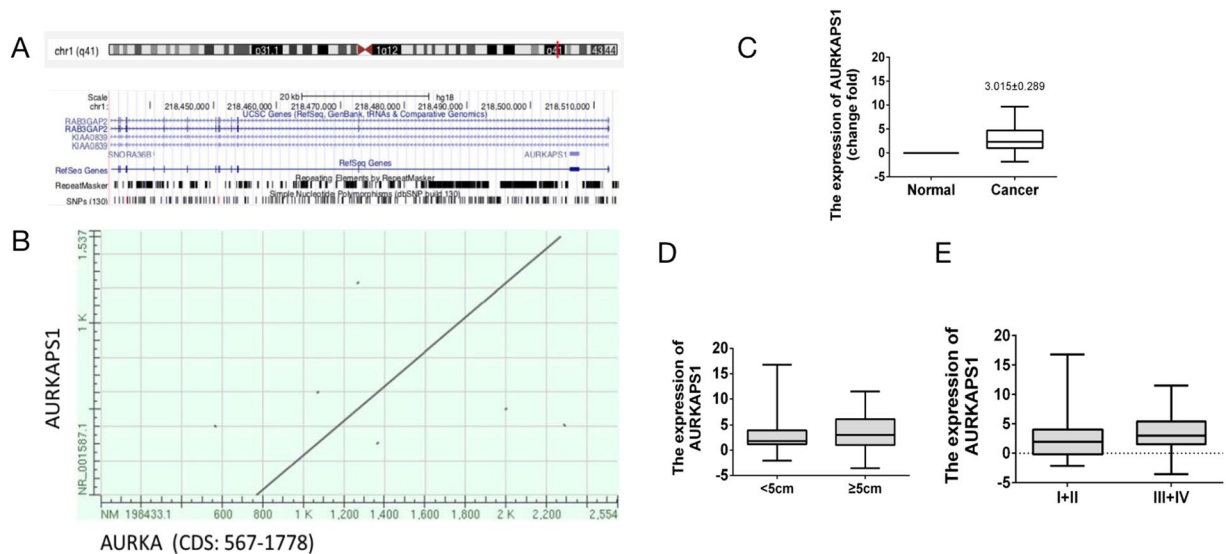 A
chr1 (q41)
q31.1
1q12
q41
43
44
Scale
20 kb
hg18
chr1:
218,450,000
218,460,000
218,470,000
218,480,000
218,490,000
218,500,000
218,510,000
UCSC Genes (RefSeq, GenBank, tRNAs & Comparative Genomics)
RAB3GAP2
RAB3GAP2
KIAA0839
KIAA0839
SNORA36B
AURKAPS1
RefSeq Genes
RefSeq Genes
Repeating Elements by RepeatMasker
RepeatMasker
Simple Nucleotide Polymorphisms (dbSNP build 130)
SNPs (130)
B
AURKAPS1
1,537
1 K
NR_001587.1
NM_198433.1
600
800
1,000
1,200
1,400
1,600
1,800
2 K
2,200
2,554
AURKA (CDS: 567-1778)
C
The expression of AURKAPS1
(change fold)
20
15
10
5
0
-5
3.015±0.289
Normal
Cancer
D
The expression of
AURKAPS1
20
15
10
5
0
-5
<5cm
≥5cm
E
The expression of
AURKAPS1
20
15
10
5
0
-5
I+II
III+IV